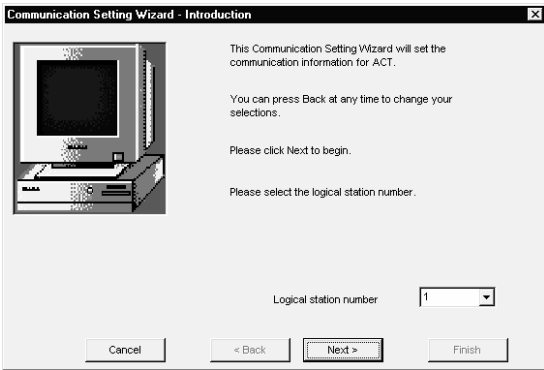 Communication Setting Wizard - Introduction
This Communication Setting Wizard will set the
communication information for ACT.
You can press Back at any time to change your
selections.
Please click Next to begin.
Please select the logical station number.
Logical station number 1
Cancel < Back Next > Finish